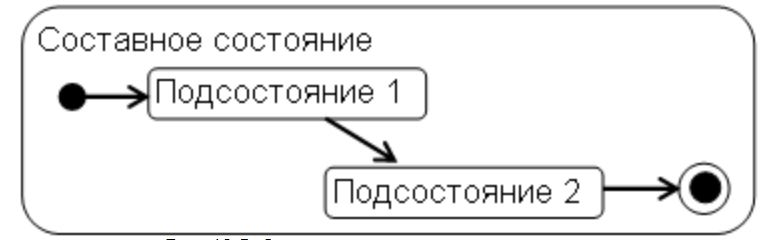 Составное состояние
Подсостояние 1
Подсостояние 2